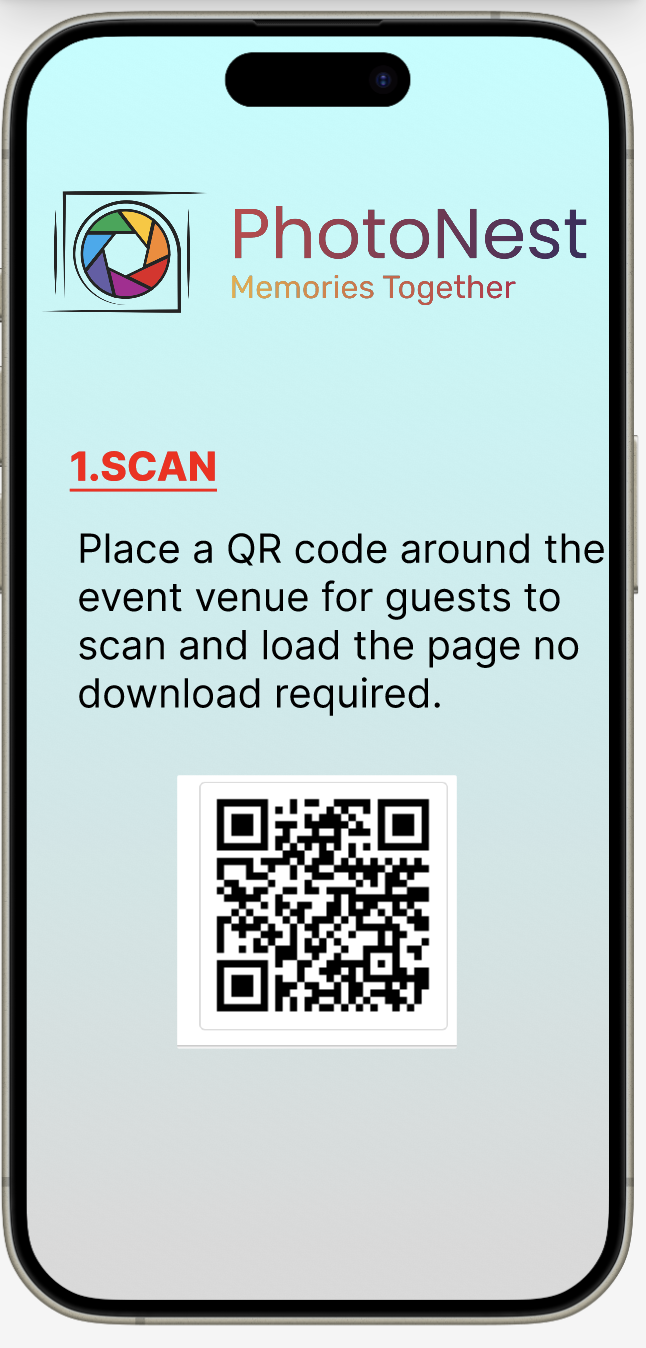 PhotoNest
Memories Together
1.SCAN
Place a QR code around the
event venue for guests to
scan and load the page no
download required.